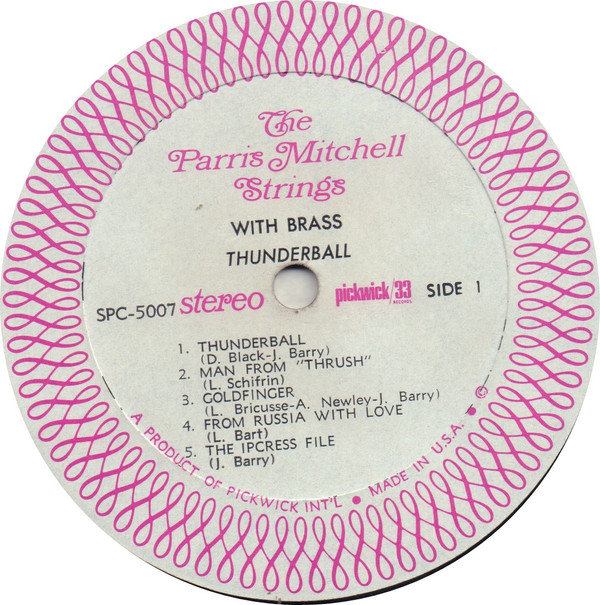 The
Parris Mitchell
Strings
WITH BRASS
THUNDERBALL
SPC-5007 stereo pickwick/33 RECORDS SIDE 1
1. THUNDERBALL
(D. Black-J. Barry)
2. MAN FROM "THRUSH"
(L. Schifrin)
3. GOLDFINGER
(L. Bricusse-A. Newley-J. Barry)
4. FROM RUSSIA WITH LOVE
(L. Bart)
5. THE IPCRESS FILE
(J. Barry)
A PRODUCT OF PICKWICK INT'L • MADE IN U.S.A. • ©